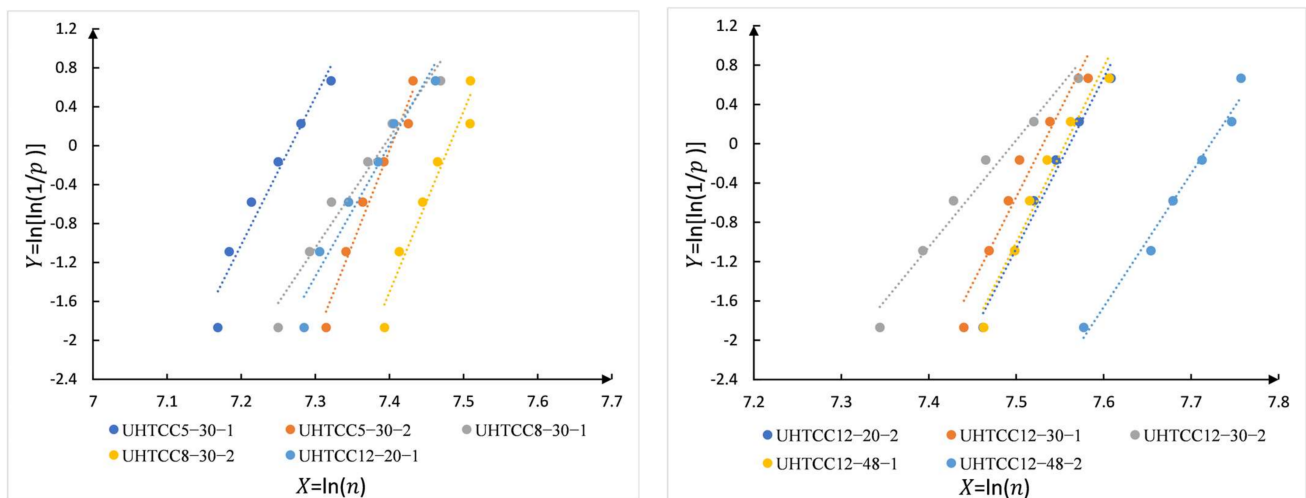 1.2
0.8
0.4
0
-0.4
-0.8
-1.2
-1.6
-2
-2.4
Y=ln[ln(1/p )]
7 7.1 7.2 7.3 7.4 7.5 7.6 7.7
UHTCC5-30-1 UHTCC5-30-2 UHTCC8-30-1
UHTCC8-30-2 UHTCC12-20-1
X=ln(n)
1.2
0.8
0.4
0
-0.4
-0.8
-1.2
-1.6
-2
-2.4
Y=ln[ln(1/p )]
7.2 7.3 7.4 7.5 7.6 7.7 7.8
UHTCC12-20-2 UHTCC12-30-1 UHTCC12-30-2
UHTCC12-48-1 UHTCC12-48-2
X=ln(n)